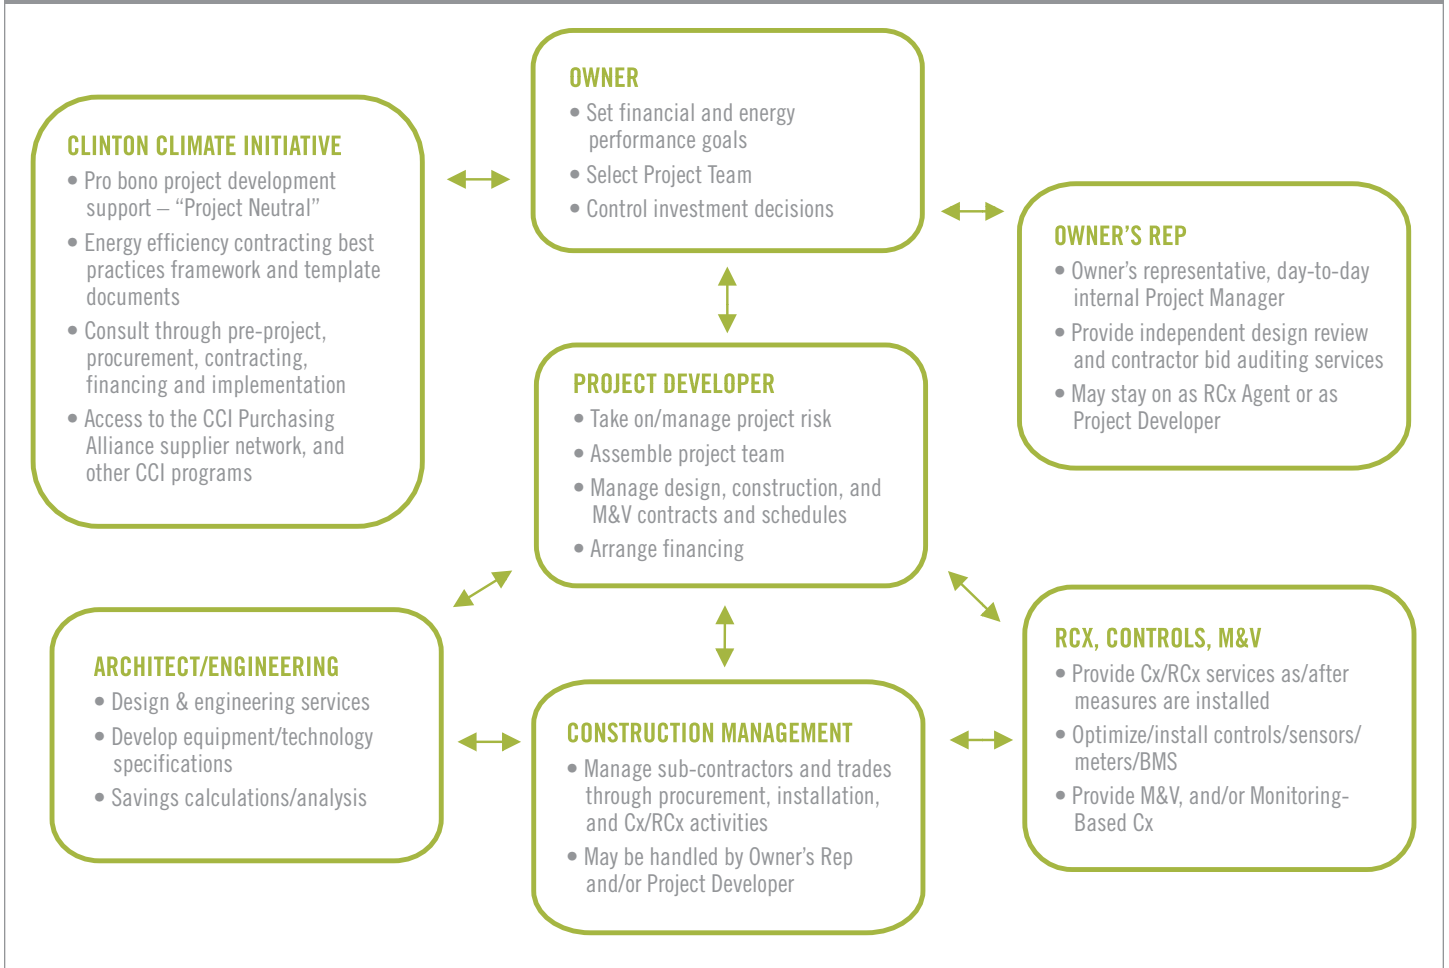 OWNER
• Set financial and energy
performance goals
• Select Project Team
• Control investment decisions
CLINTON CLIMATE INITIATIVE
• Pro bono project development
support – “Project Neutral”
• Energy efficiency contracting best
practices framework and template
documents
• Consult through pre-project,
procurement, contracting,
financing and implementation
• Access to the CCI Purchasing
Alliance supplier network, and
other CCI programs
OWNER’S REP
• Owner’s representative, day-to-day
internal Project Manager
• Provide independent design review
and contractor bid auditing services
• May stay on as RCx Agent or as
Project Developer
PROJECT DEVELOPER
• Take on/manage project risk
• Assemble project team
• Manage design, construction, and
M&V contracts and schedules
• Arrange financing
ARCHITECT/ENGINEERING
• Design & engineering services
• Develop equipment/technology
specifications
• Savings calculations/analysis
CONSTRUCTION MANAGEMENT
• Manage sub-contractors and trades
through procurement, installation,
and Cx/RCx activities
• May be handled by Owner’s Rep
and/or Project Developer
RCX, CONTROLS, M&V
• Provide Cx/RCx services as/after
measures are installed
• Optimize/install controls/sensors/
meters/BMS
• Provide M&V, and/or Monitoring-
Based Cx